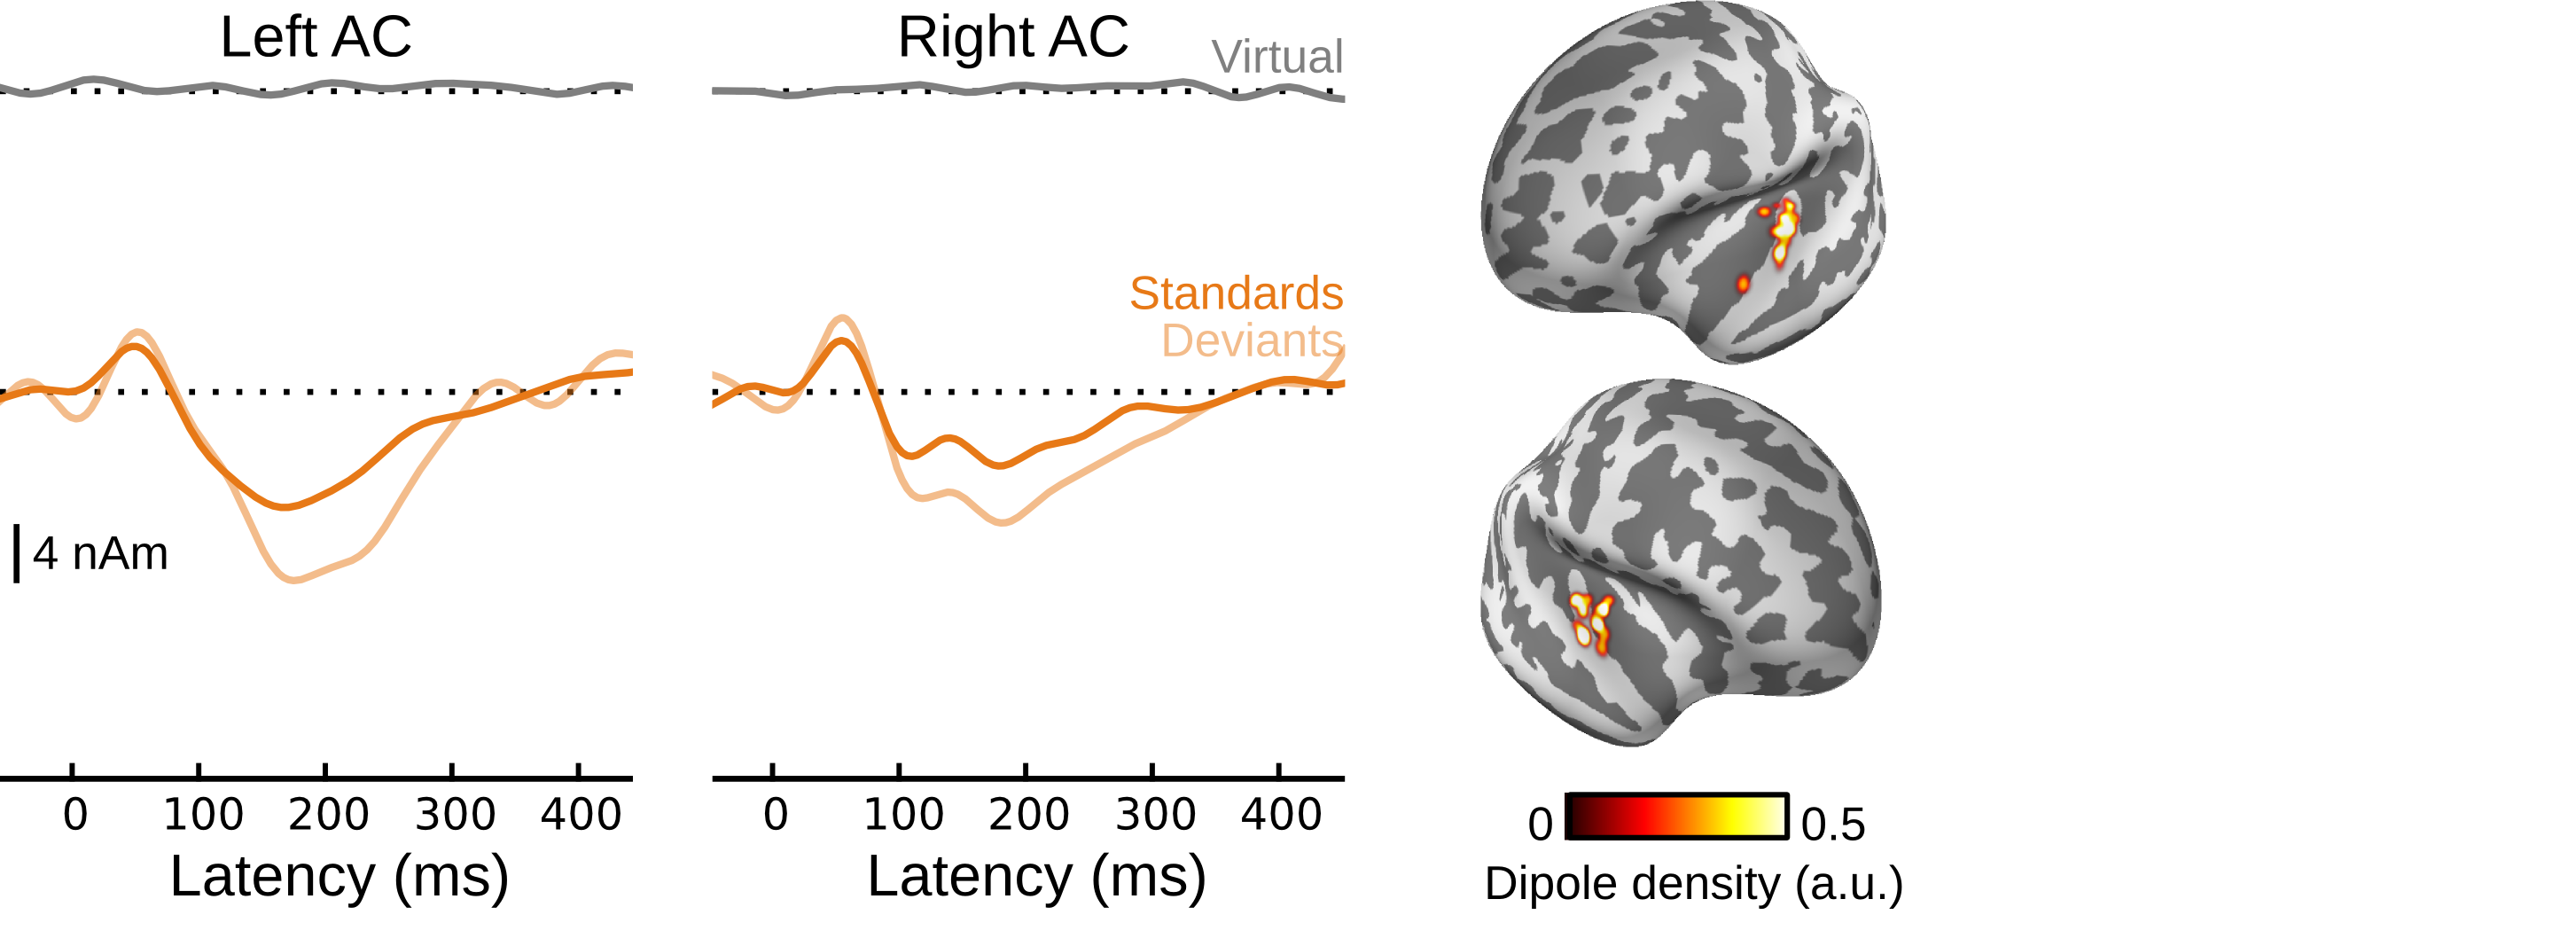 Left AC
Right AC
Virtual
Standards
Deviants
4 nAm
0 100 200 300 400
0 100 200 300 400
Latency (ms)
Latency (ms)
0 0.5
Dipole density (a.u.)